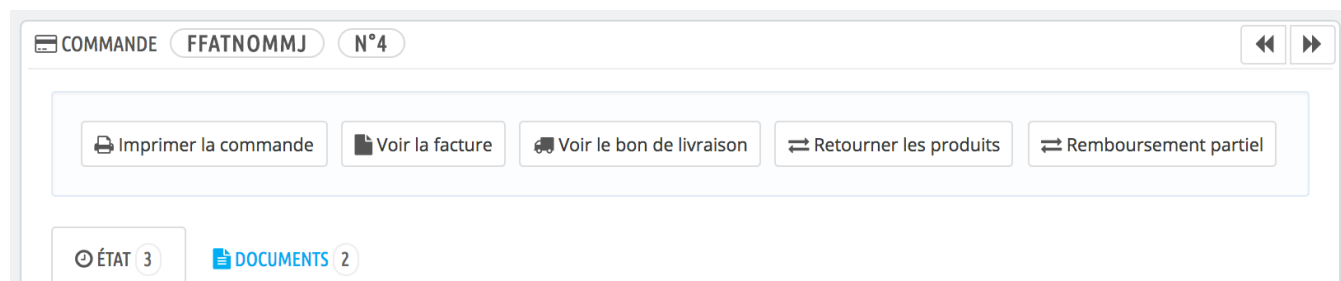 COMMANDE FFATNOMMJ N°4
Imprimer la commande Voir la facture Voir le bon de livraison Retourner les produits Remboursement partiel
ÉTAT 3 DOCUMENTS 2